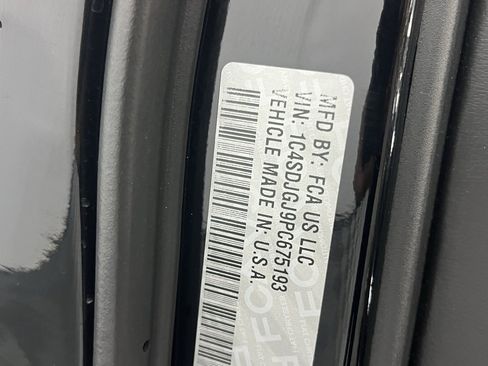 MFD BY: FCA US LLC
VIN: 1C4SDJGJ9PC675193
VEHICLE MADE IN: U.S.A.